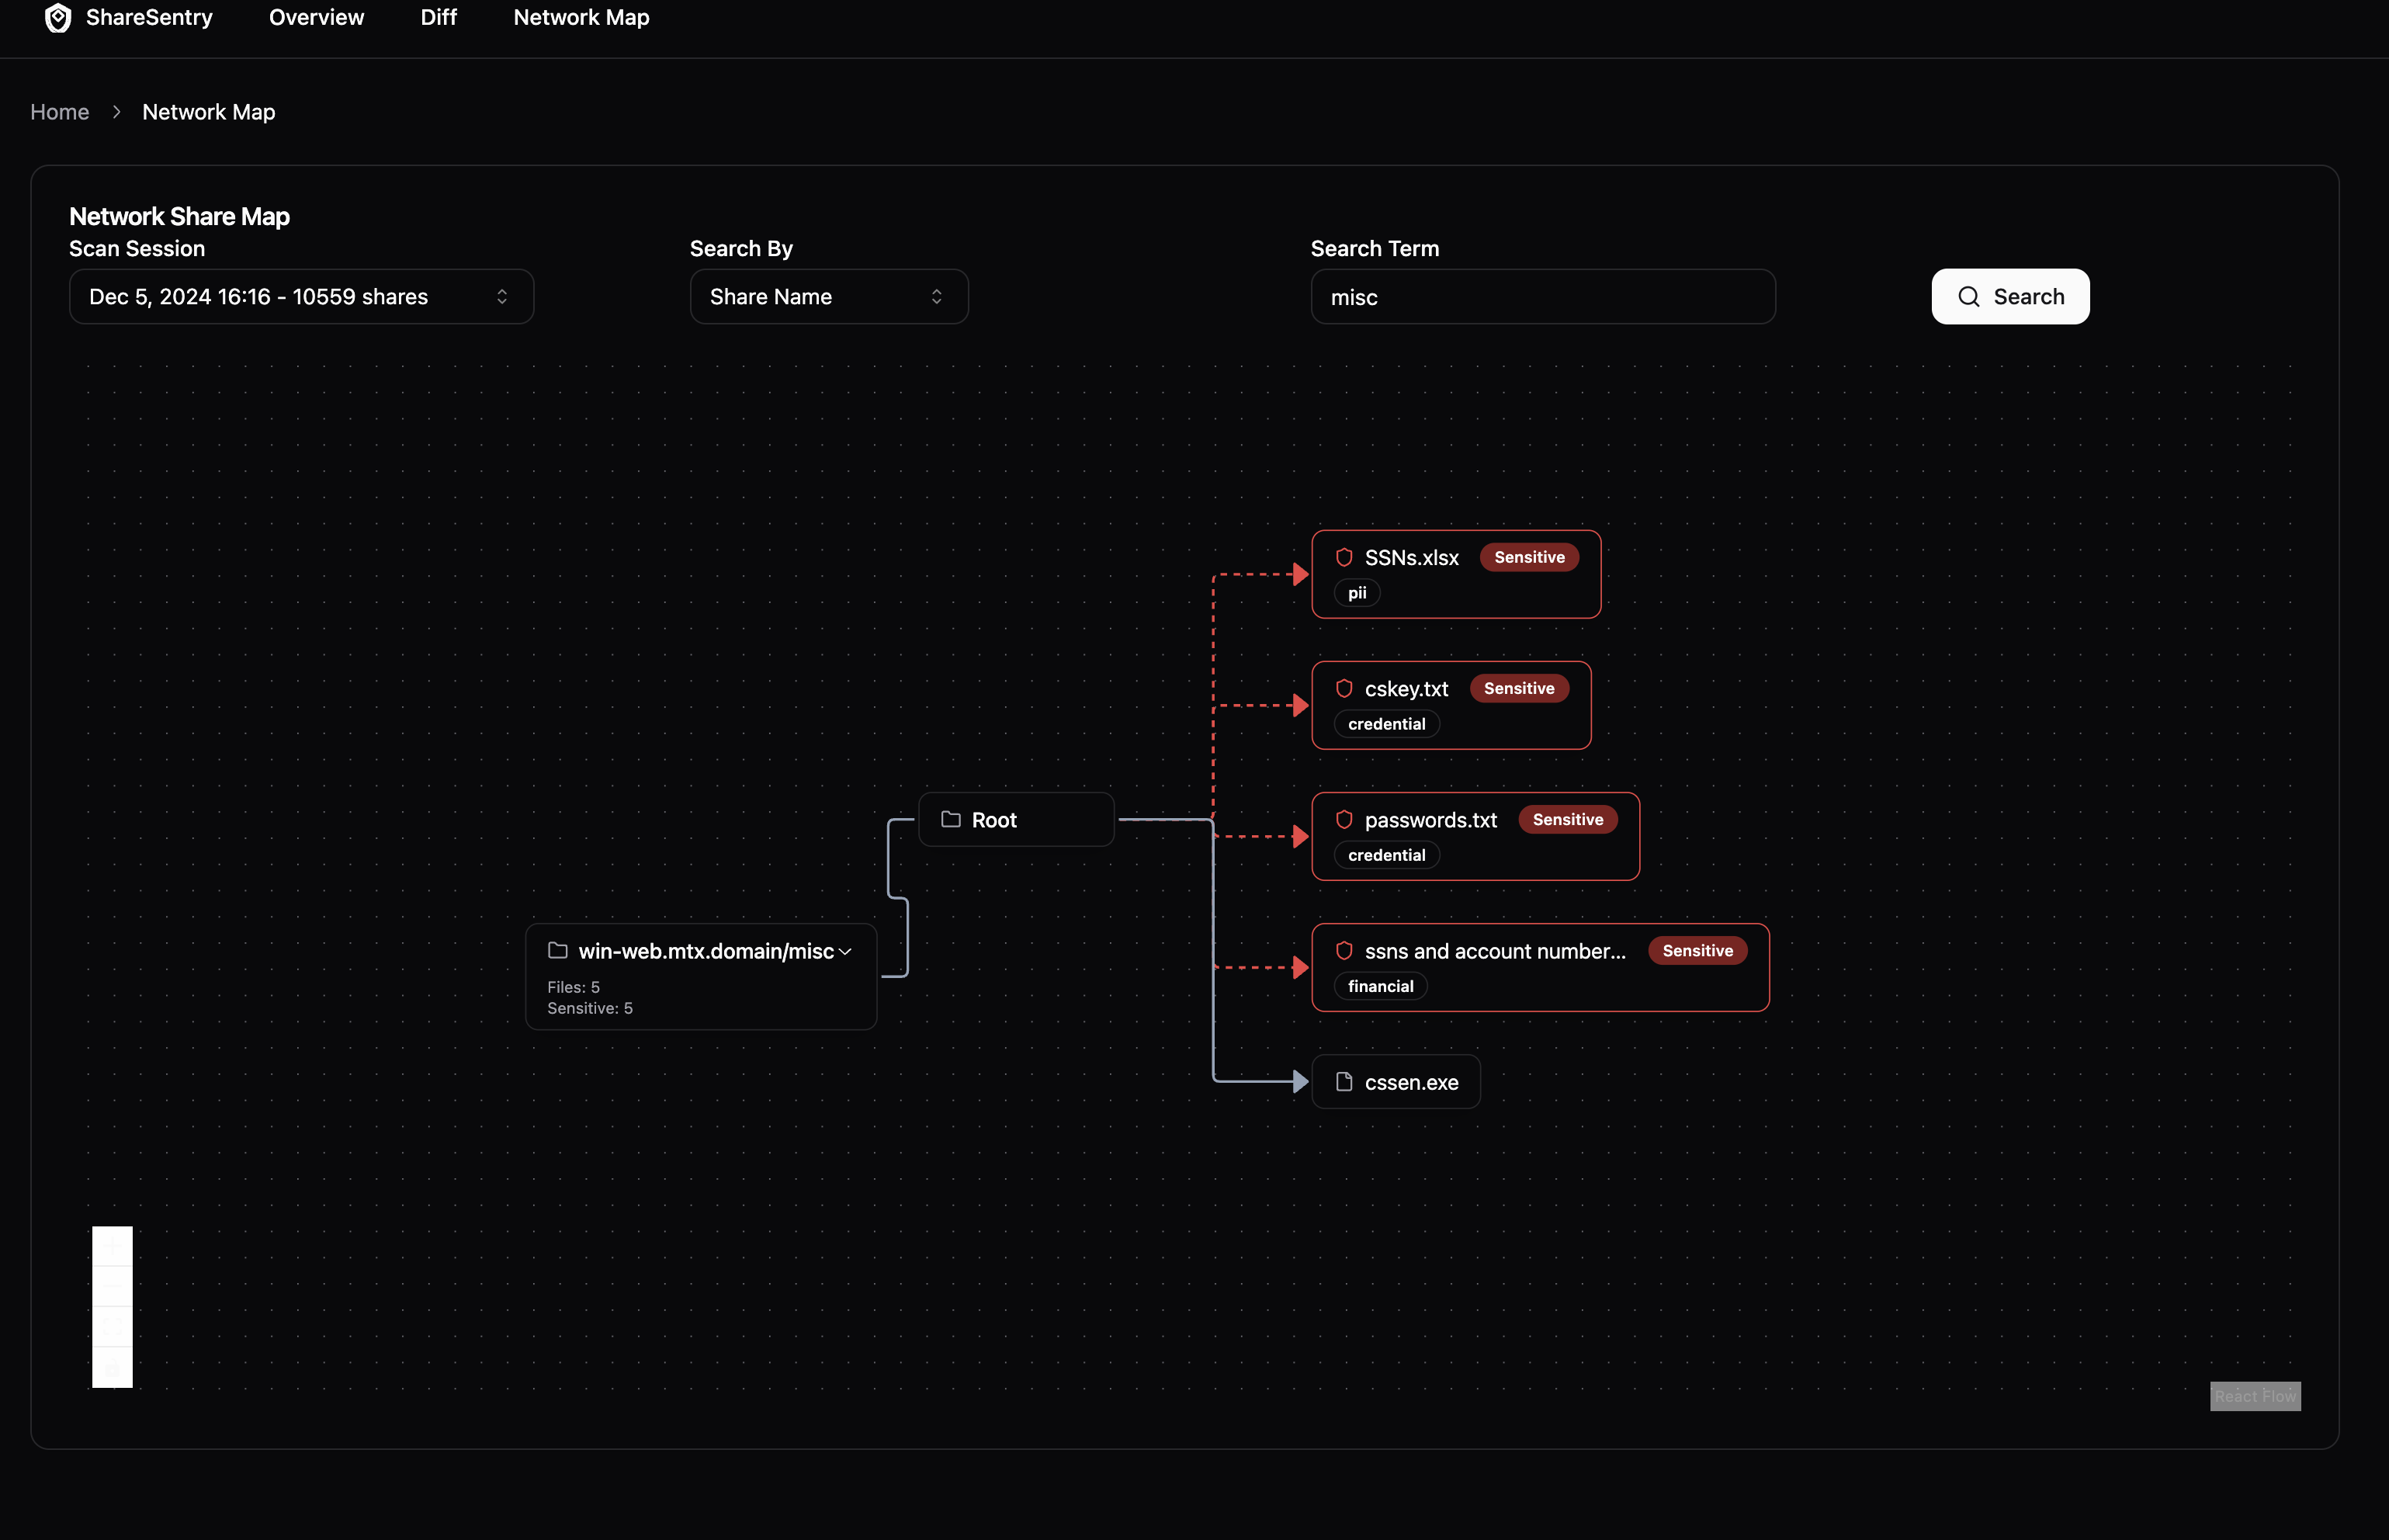 ShareSentry Overview Diff Network Map
Home > Network Map
Network Share Map
Scan Session Search By Search Term
Dec 5, 2024 16:16 - 10559 shares Share Name misc Search
SSNs.xlsx Sensitive
pii
cskey.txt Sensitive
credential
Root passwords.txt Sensitive
credential
win-web.mtx.domain/misc ssns and account number... Sensitive
Files: 5 financial
Sensitive: 5
cssen.exe
React Flow